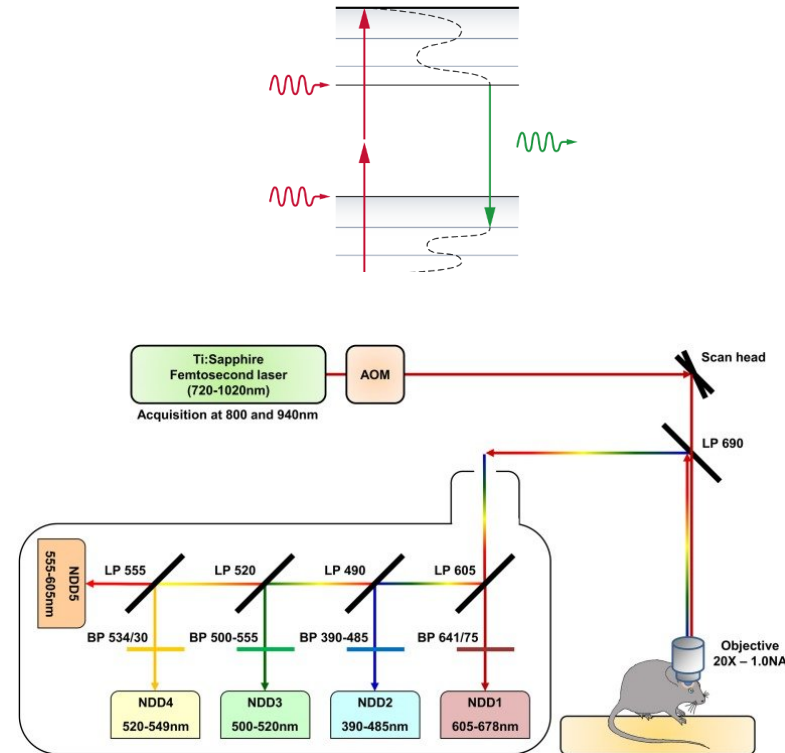 Ti:Sapphire
Femtosecond laser
(720-1020nm)
AOM
Acquisition at 800 and 940nm
Scan head
LP 690
LP 555
LP 520
LP 490
LP 605
NDD5
555-605nm
BP 534/30
BP 500-555
BP 390-485
BP 641/75
Objective
20X – 1.0NA
NDD4
520-549nm
NDD3
500-520nm
NDD2
390-485nm
NDD1
605-678nm